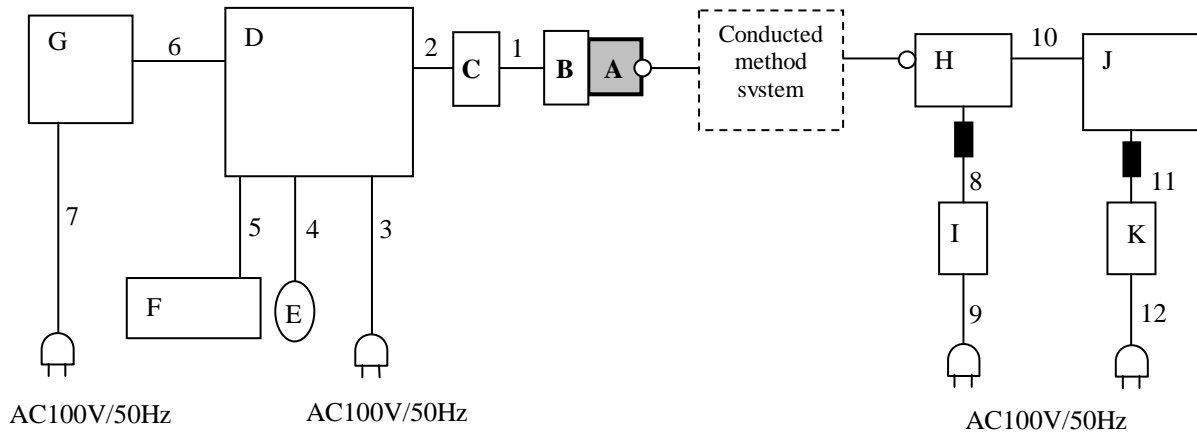 G
6
D
2
C
1
B
A
Conducted
method
system
H
10
J
7
5
4
3
8
11
F
E
I
K
9
12
AC100V/50Hz
AC100V/50Hz
AC100V/50Hz